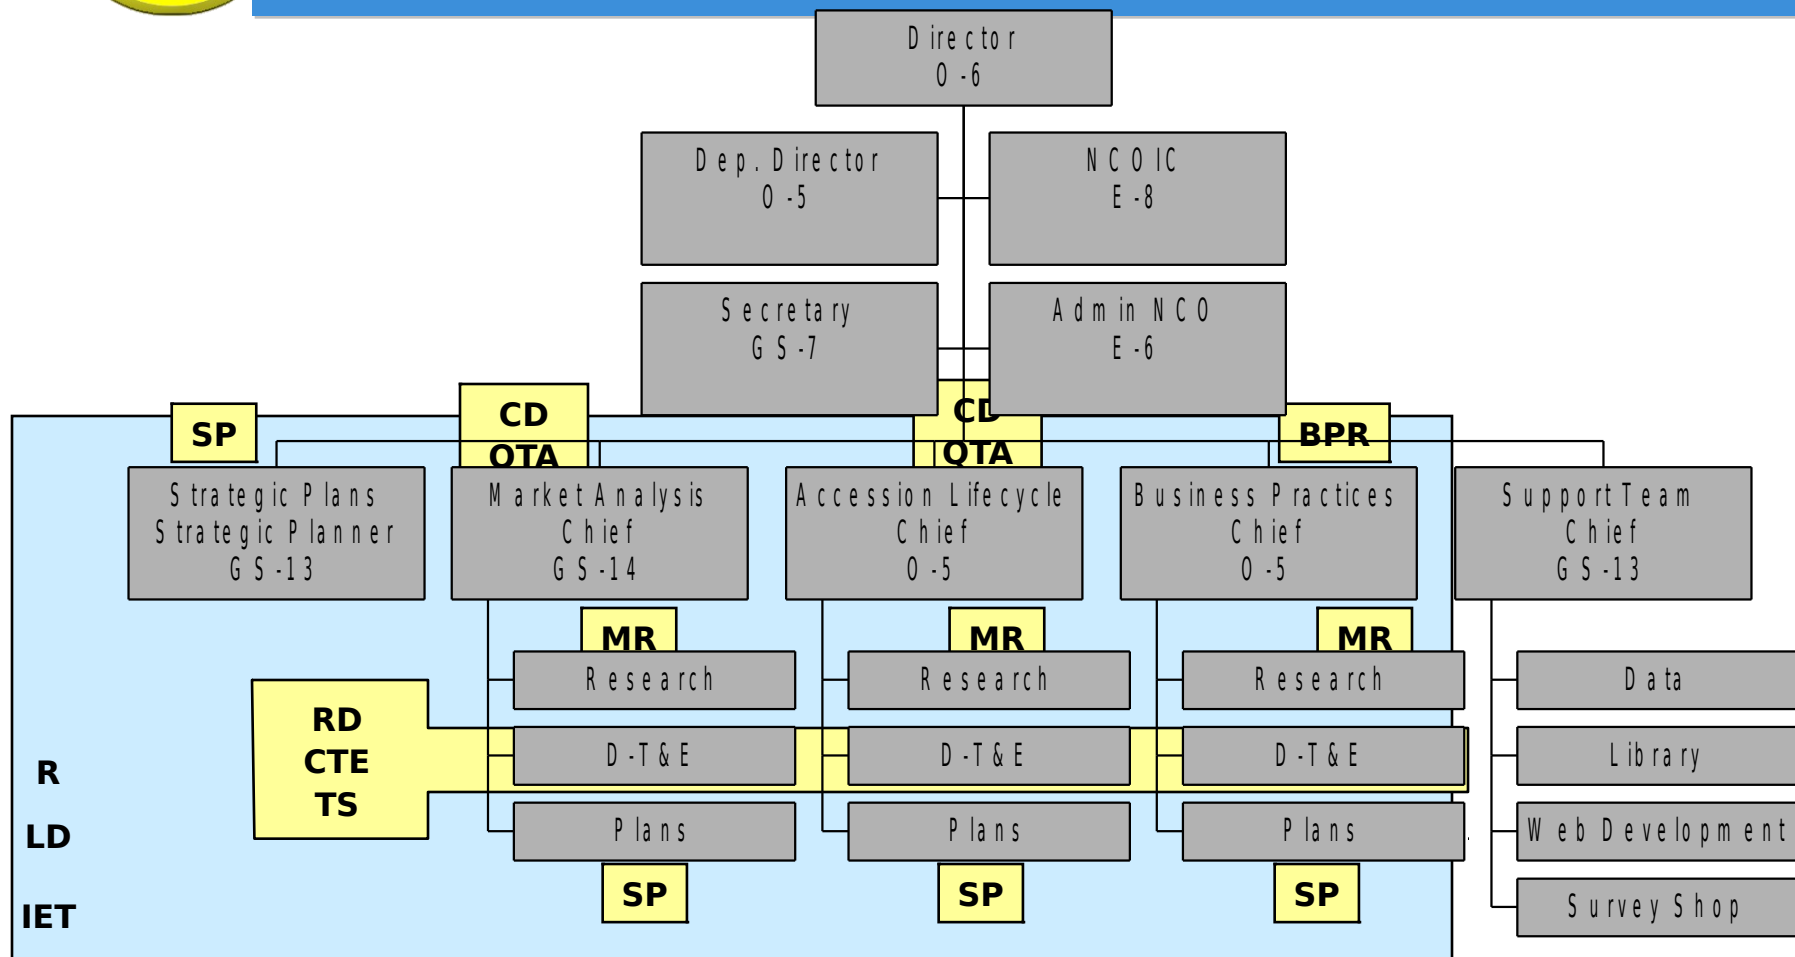 Director
O-6
Dep. Director
O-5
NCOIC
E-8
Secretary
GS-7
Admin NCO
E-6
SP
CD
QTA
CD
QTA
BPR
Strategic Plans
Strategic Planner
GS-13
Market Analysis
Chief
GS-14
Accession Lifecycle
Chief
O-5
Business Practices
Chief
O-5
Support Team
Chief
GS-13
MR
MR
MR
Research
Research
Research
Data
RD
CTE
TS
D-T&E
D-T&E
D-T&E
Library
R
LD
IET
Plans
Plans
Plans
Web Development
SP
SP
SP
Survey Shop